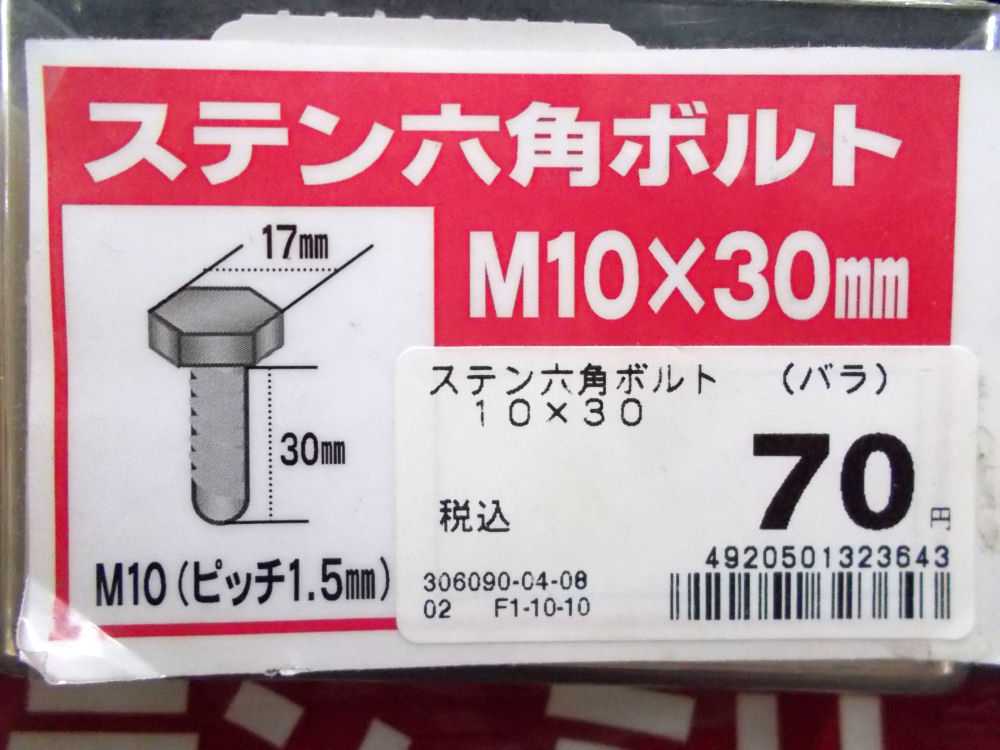 ステン六角ボルト
M10×30mm
17mm
30mm
M10(ピッチ1.5mm)
ステン六角ボルト (バラ)
10×30
税込 70円
4920501323643
306090-04-08
02 F1-10-10